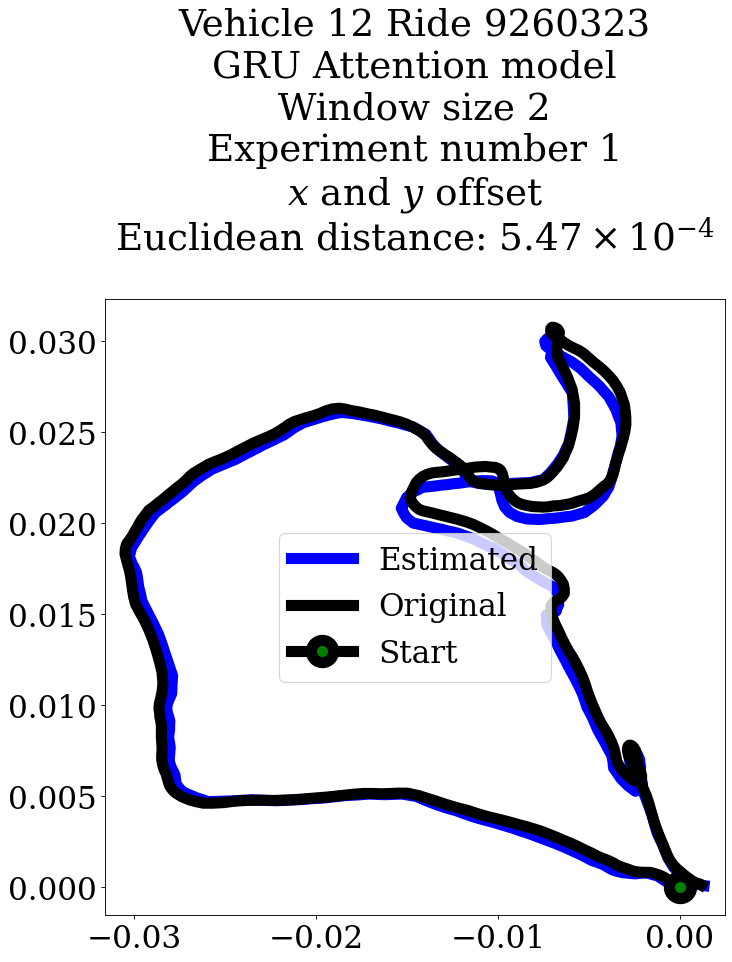 Vehicle 12 Ride 9260323
GRU Attention model
Window size 2
Experiment number 1
x and y offset
Euclidean distance: 5.47 × 10⁻⁴
0.030
0.025
0.020
0.015
0.010
0.005
0.000
Estimated
Original
Start
−0.03 −0.02 −0.01 0.00